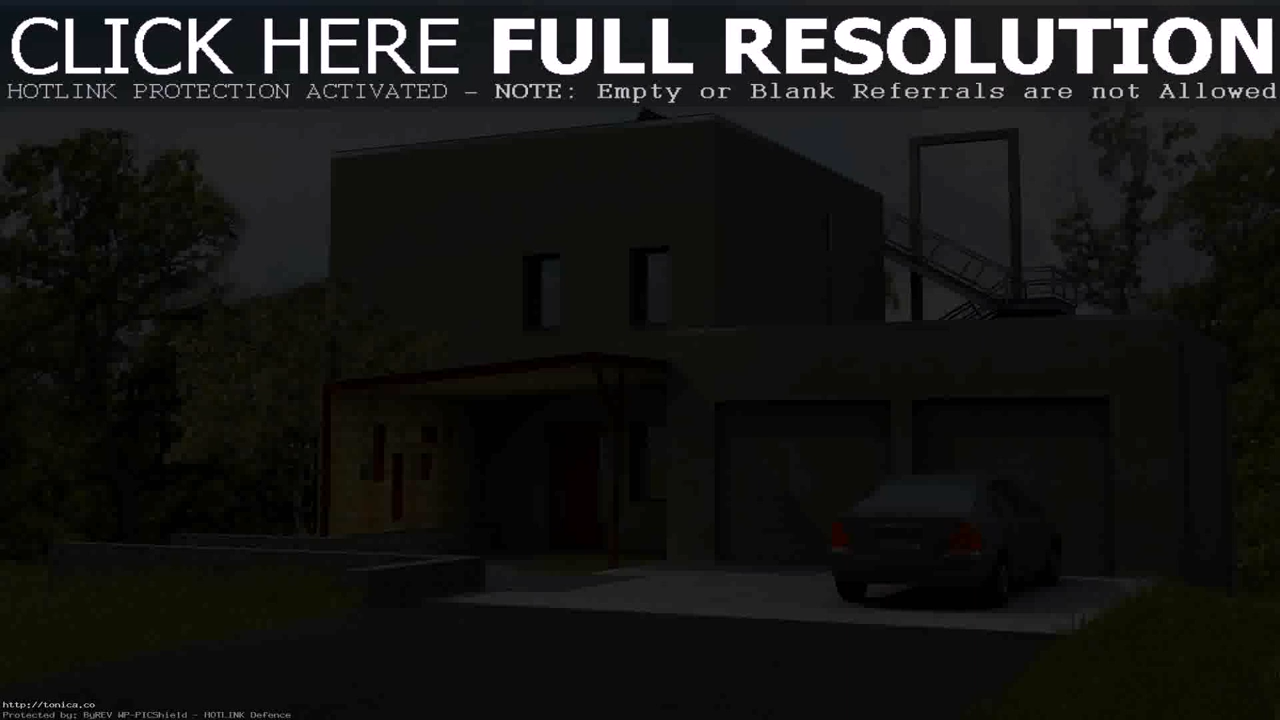 CLICK HERE FULL RESOLUTION
HOTLINK PROTECTION ACTIVATED - NOTE: Empty or Blank Referrals are not Allowed
http://tonica.co
Protected by: ByREV WP-PICShield - HOTLINK Defence